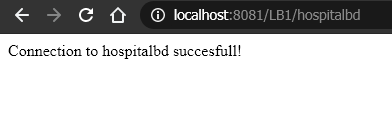 localhost:8081/LB1/hospitalbd
Connection to hospitalbd succesfull!